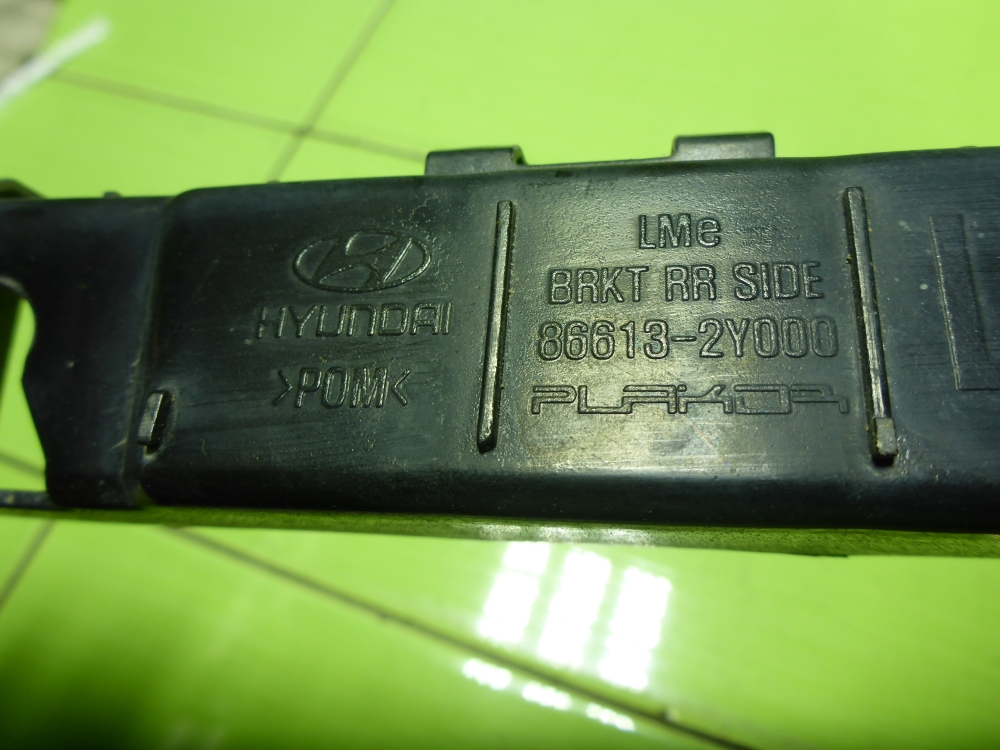 HYUNDAI
>POM<
LMe
BRKT RR SIDE
86613-2Y000
PLAKOR